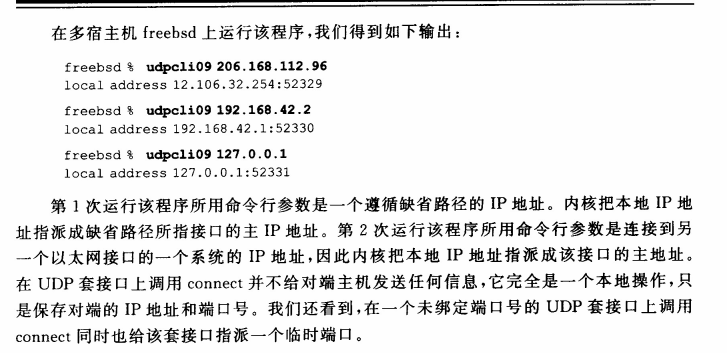 在多宿主机 freebsd 上运行该程序,我们得到如下输出:
freebsd % udpcli09 206.168.112.96
local address 12.106.32.254:52329
freebsd % udpcli09 192.168.42.2
local address 192.168.42.1:52330
freebsd % udpcli09 127.0.0.1
local address 127.0.0.1:52331
第 1 次运行该程序所用命令行参数是一个遵循缺省路径的 IP 地址。内核把本地 IP 地
址指派成缺省路径所指接口的主 IP 地址。第 2 次运行该程序所用命令行参数是连接到另
一个以太网接口的一个系统的 IP 地址,因此内核把本地 IP 地址指派成该接口的主地址。
在 UDP 套接口上调用 connect 并不给对端主机发送任何信息,它完全是一个本地操作,只
是保存对端的 IP 地址和端口号。我们还看到,在一个未绑定端口号的 UDP 套接口上调用
connect 同时也给该套接口指派一个临时端口。